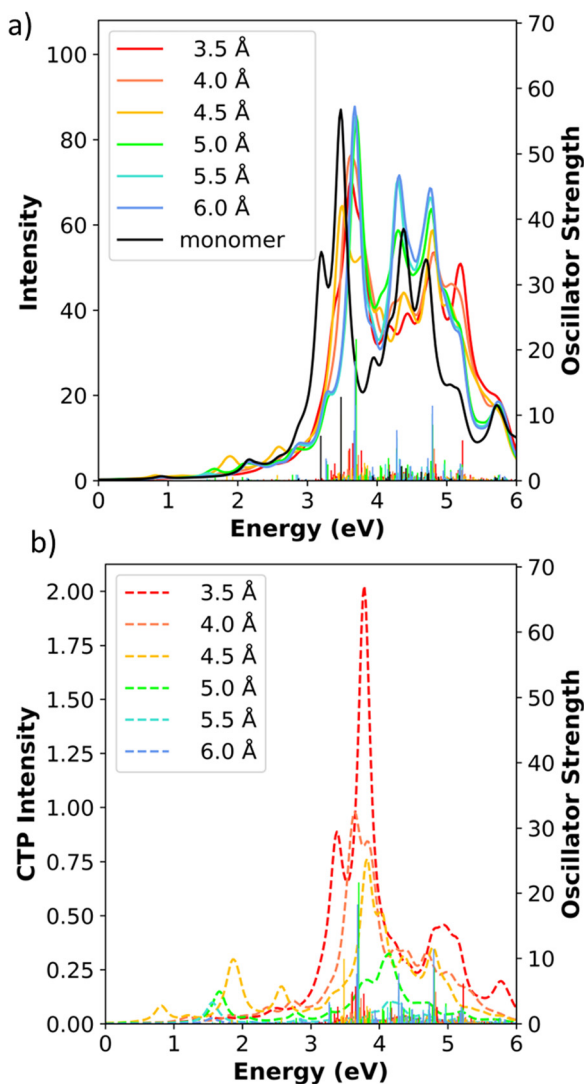 a)
100
80
60
40
20
0
Intensity
3.5 Å
4.0 Å
4.5 Å
5.0 Å
5.5 Å
6.0 Å
monomer
70
60
50
40
30
20
10
0
Oscillator Strength
0 1 2 3 4 5 6
Energy (eV)
b)
2.00
1.75
1.50
1.25
1.00
0.75
0.50
0.25
0.00
CTP Intensity
3.5 Å
4.0 Å
4.5 Å
5.0 Å
5.5 Å
6.0 Å
70
60
50
40
30
20
10
0
Oscillator Strength
0 1 2 3 4 5 6
Energy (eV)